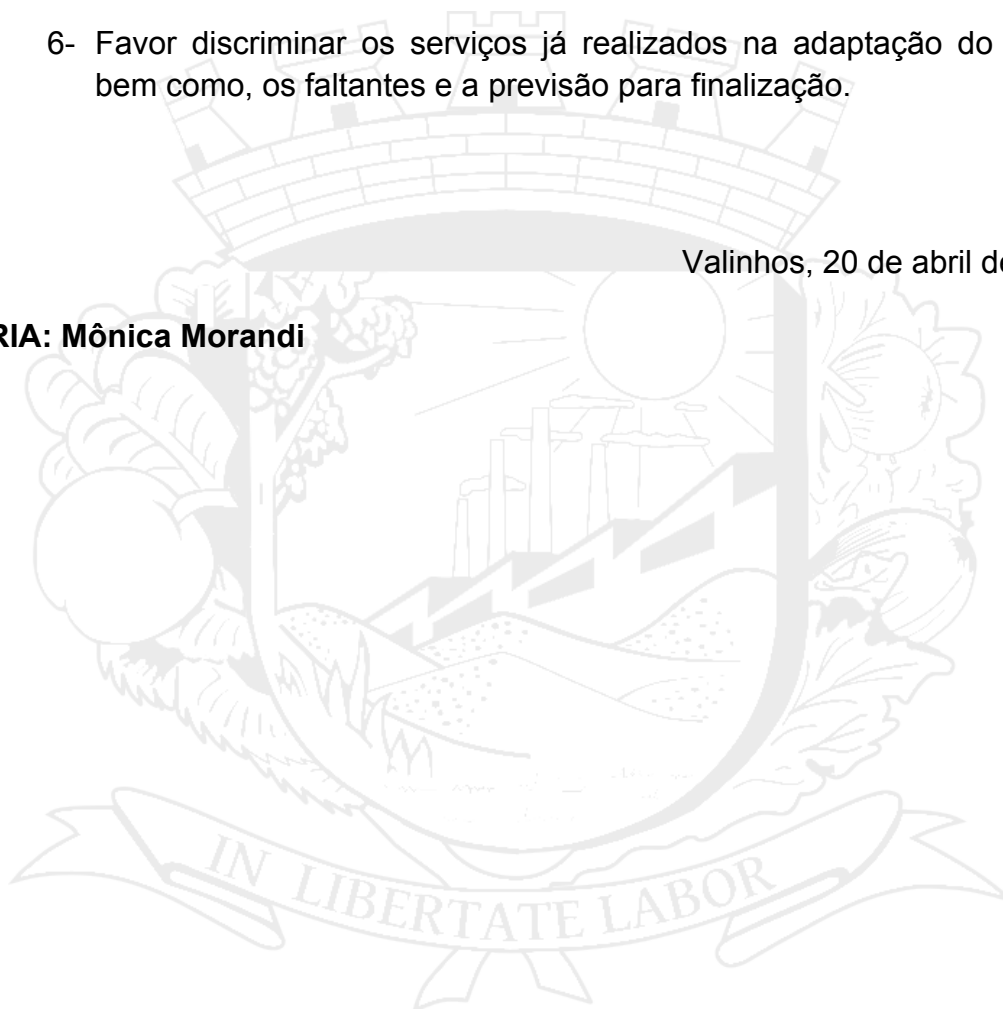 6- Favor discriminar os serviços já realizados na adaptação do
bem como, os faltantes e a previsão para finalização.
Valinhos, 20 de abril de
RIA: Mônica Morandi
IN LIBERTATE LABOR